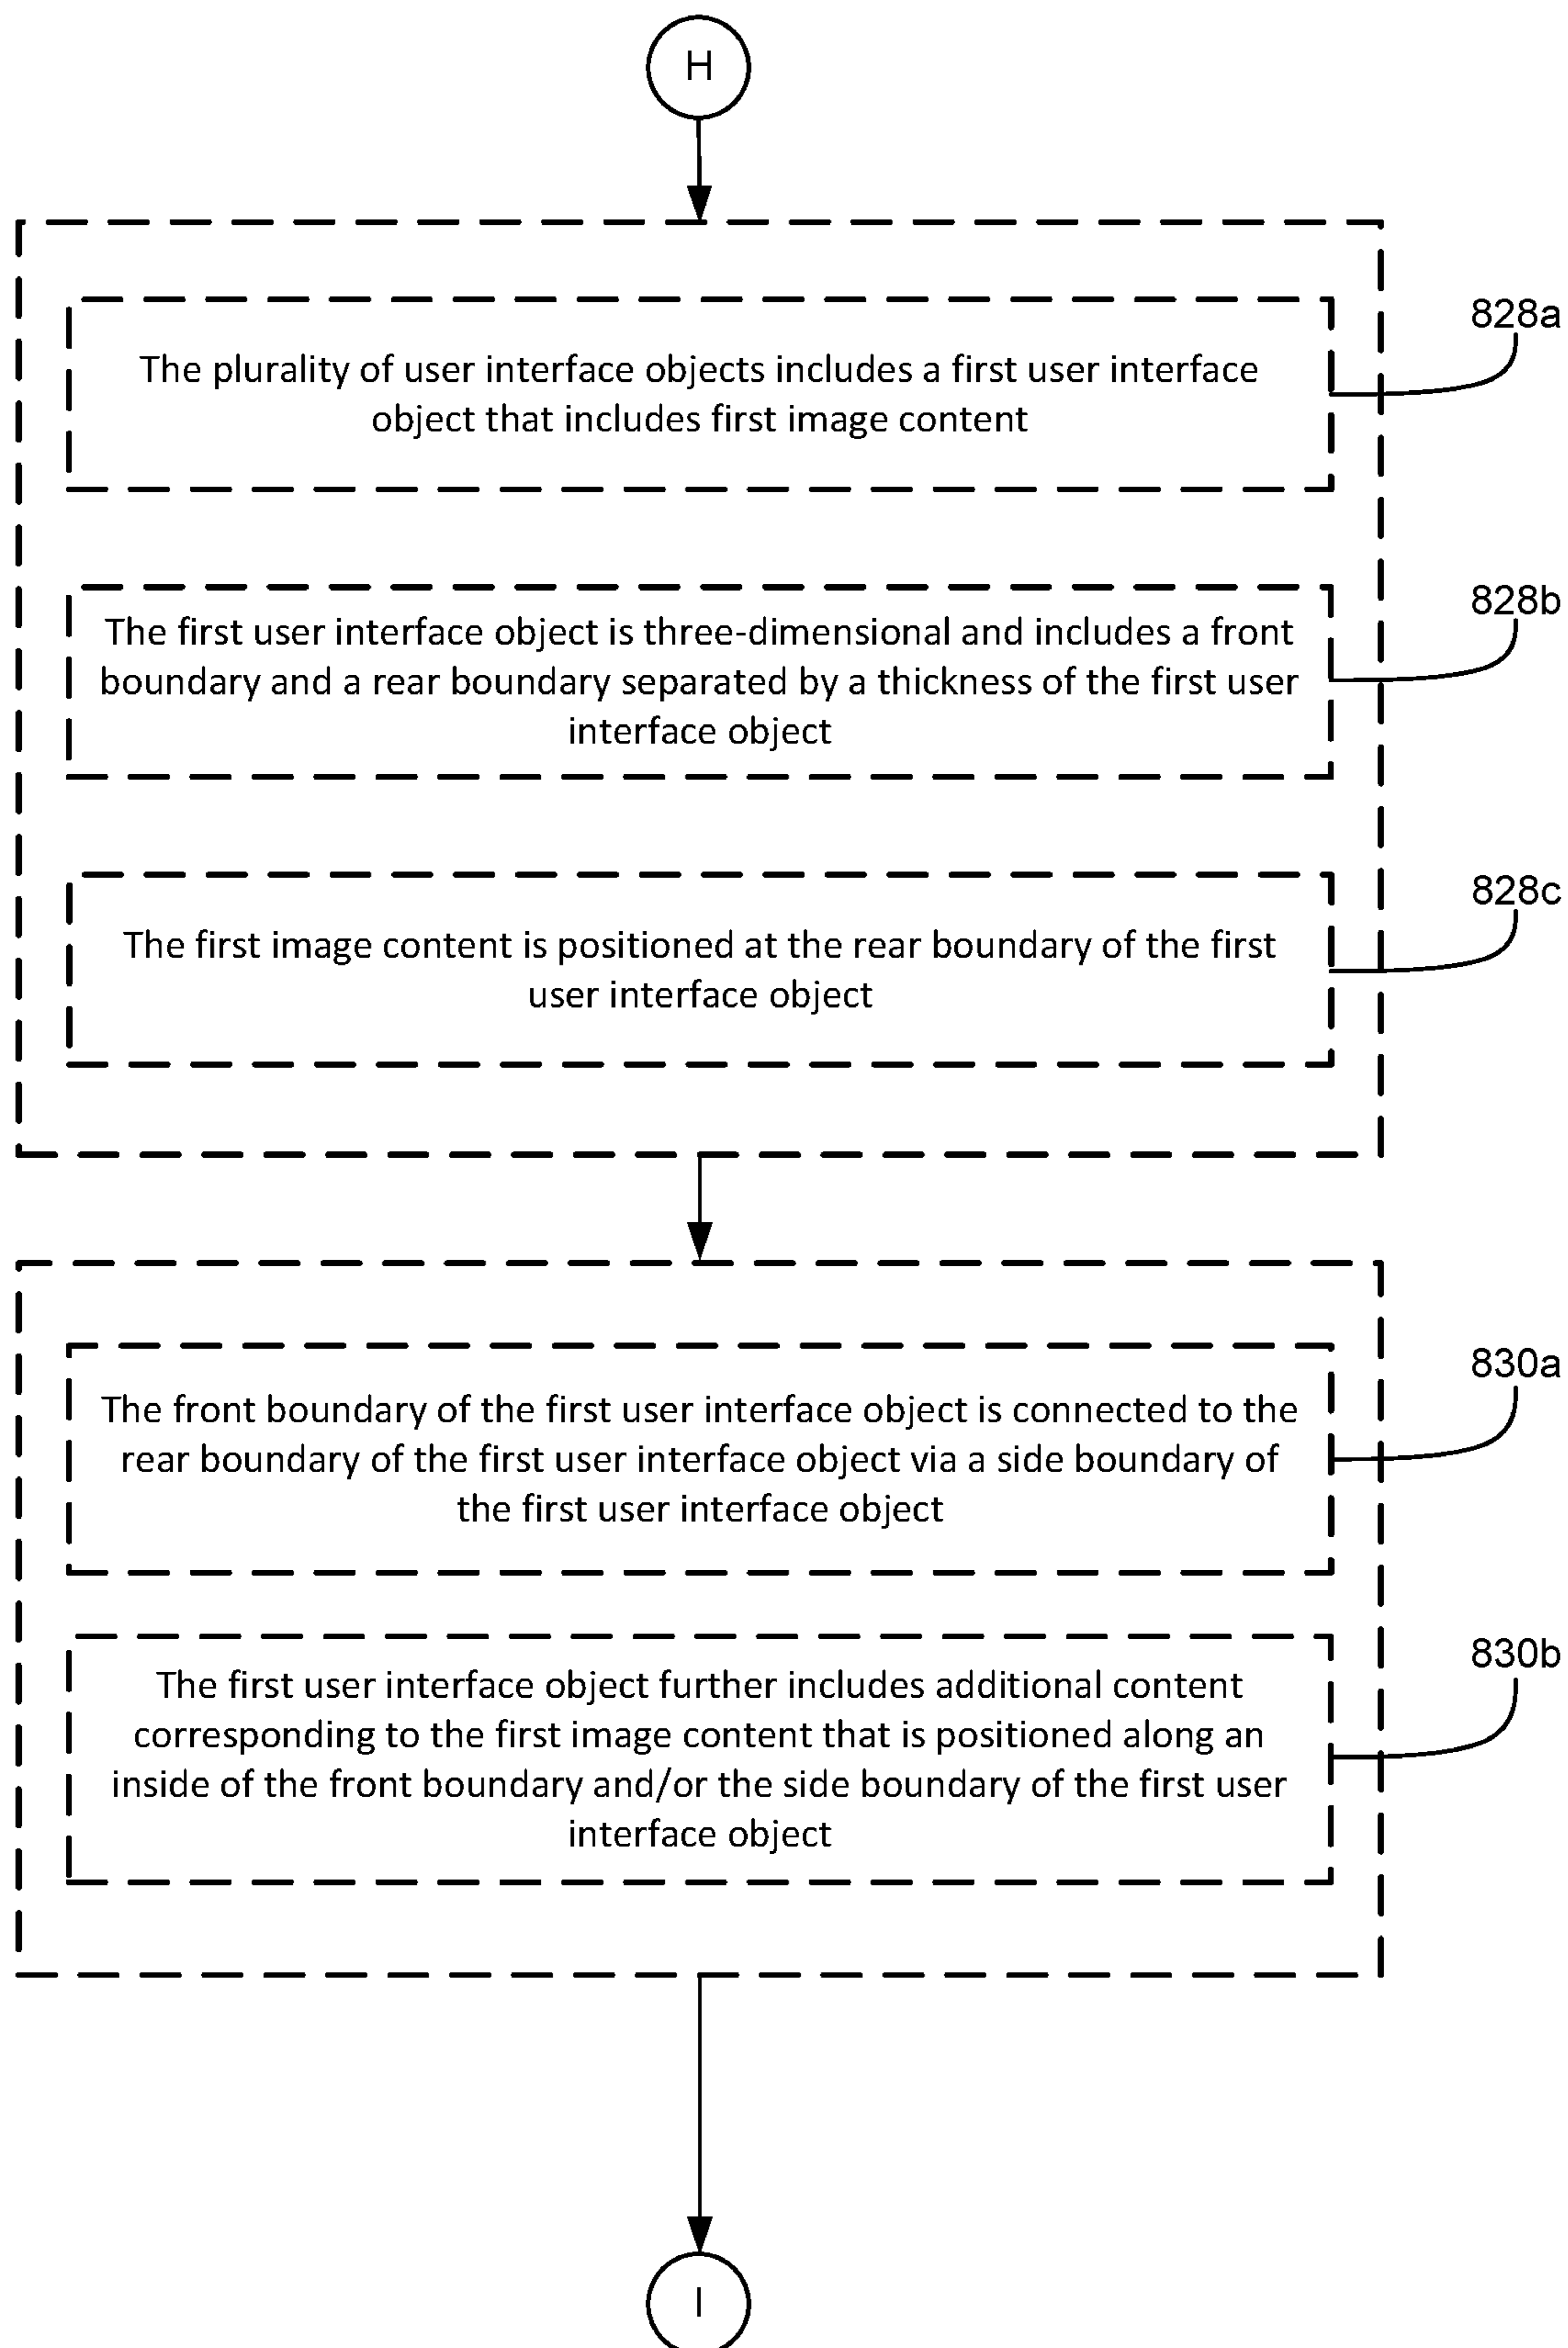 H
828a
The plurality of user interface objects includes a first user interface
object that includes first image content
828b
The first user interface object is three-dimensional and includes a front
boundary and a rear boundary separated by a thickness of the first user
interface object
828c
The first image content is positioned at the rear boundary of the first
user interface object
830a
The front boundary of the first user interface object is connected to the
rear boundary of the first user interface object via a side boundary of
the first user interface object
830b
The first user interface object further includes additional content
corresponding to the first image content that is positioned along an
inside of the front boundary and/or the side boundary of the first user
interface object
I